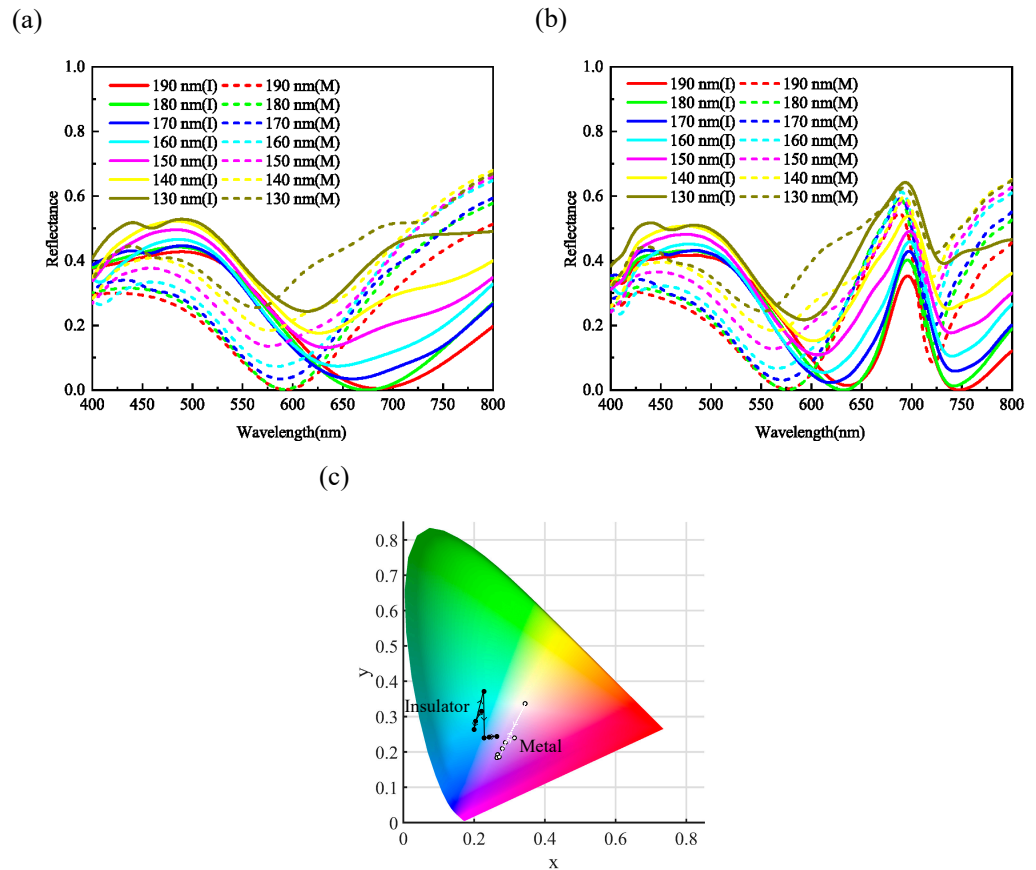 (a)
(b)
1.0
0.8
0.6
0.4
0.2
0.0
Reflectance
190 nm(I) 190 nm(M)
180 nm(I) 180 nm(M)
170 nm(I) 170 nm(M)
160 nm(I) 160 nm(M)
150 nm(I) 150 nm(M)
140 nm(I) 140 nm(M)
130 nm(I) 130 nm(M)
400 450 500 550 600 650 700 750 800
Wavelength(nm)
1.0
0.8
0.6
0.4
0.2
0.0
Reflectance
190 nm(I) 190 nm(M)
180 nm(I) 180 nm(M)
170 nm(I) 170 nm(M)
160 nm(I) 160 nm(M)
150 nm(I) 150 nm(M)
140 nm(I) 140 nm(M)
130 nm(I) 130 nm(M)
400 450 500 550 600 650 700 750 800
Wavelength(nm)
(c)
0.8
0.7
0.6
0.5
0.4
0.3
0.2
0.1
0
y
Insulator
Metal
0 0.2 0.4 0.6 0.8
x